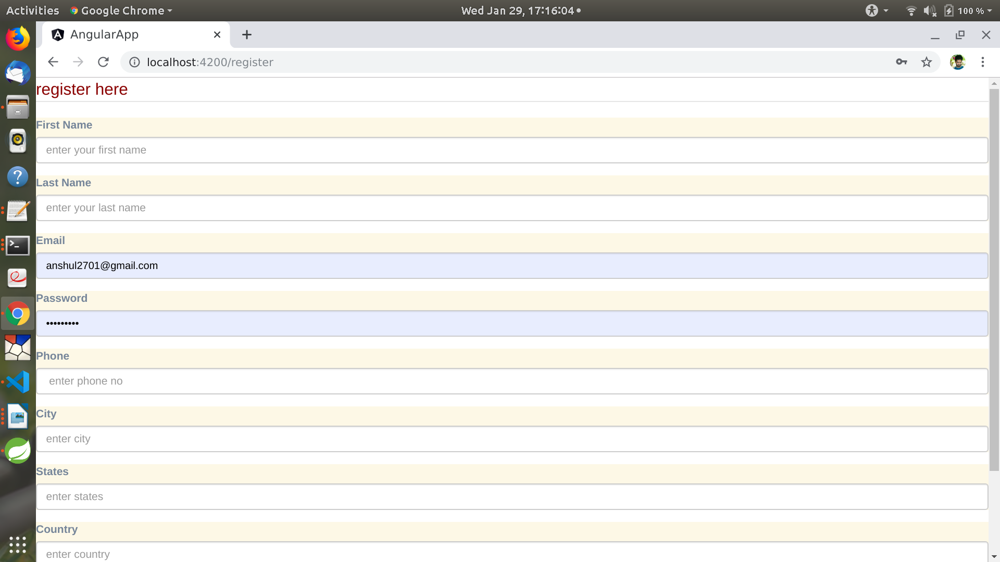 Activities Google Chrome Wed Jan 29, 17:16:04 100 %
AngularApp
localhost:4200/register
register here
First Name
enter your first name
Last Name
enter your last name
Email
anshul2701@gmail.com
Password
•••••••••
Phone
enter phone no
City
enter city
States
enter states
Country
enter country